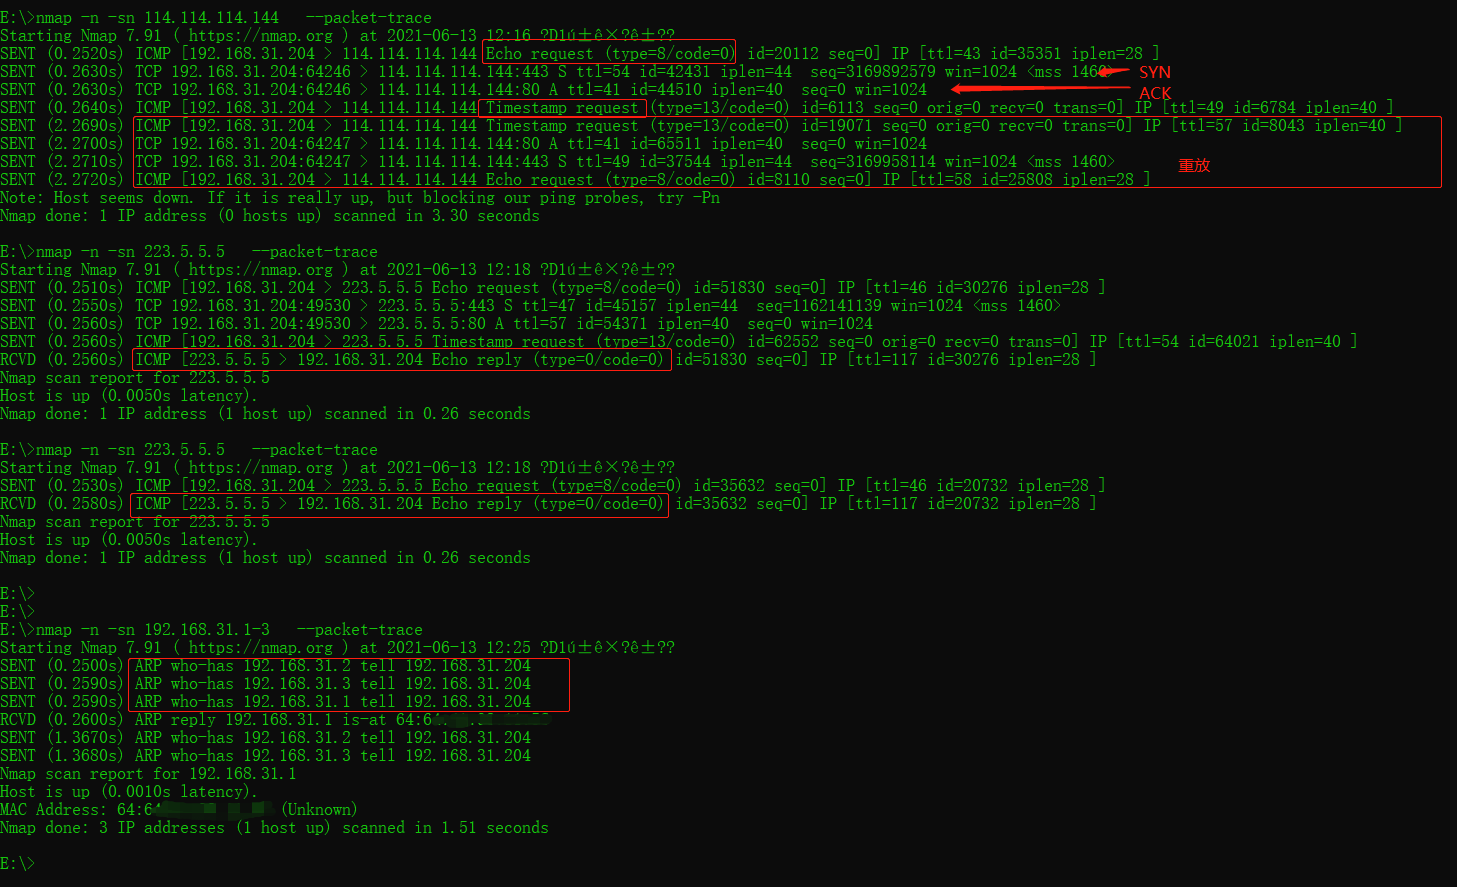 E:\>nmap -n -sn 114.114.114.144   --packet-trace
Starting Nmap 7.91 ( https://nmap.org ) at 2021-06-13 12:16 ?D1ú±ê×?ê±??
SENT (0.2520s) ICMP [192.168.31.204 > 114.114.114.144 Echo request (type=8/code=0) id=20112 seq=0] IP [ttl=43 id=35351 iplen=28 ]
SENT (0.2630s) TCP 192.168.31.204:64246 > 114.114.114.144:443 S ttl=54 id=42431 iplen=44  seq=3169892579 win=1024 <mss 1460> SYN
SENT (0.2630s) TCP 192.168.31.204:64246 > 114.114.114.144:80 A ttl=41 id=44510 iplen=40  seq=0 win=1024 ACK
SENT (0.2640s) ICMP [192.168.31.204 > 114.114.114.144 Timestamp request (type=13/code=0) id=6113 seq=0 orig=0 recv=0 trans=0] IP [ttl=49 id=6784 iplen=40 ]
SENT (2.2690s) ICMP [192.168.31.204 > 114.114.114.144 Timestamp request (type=13/code=0) id=19071 seq=0 orig=0 recv=0 trans=0] IP [ttl=57 id=8043 iplen=40 ]
SENT (2.2700s) TCP 192.168.31.204:64247 > 114.114.114.144:80 A ttl=41 id=65511 iplen=40  seq=0 win=1024
SENT (2.2710s) TCP 192.168.31.204:64247 > 114.114.114.144:443 S ttl=49 id=37544 iplen=44  seq=3169958114 win=1024 <mss 1460> 重放
SENT (2.2720s) ICMP [192.168.31.204 > 114.114.114.144 Echo request (type=8/code=0) id=8110 seq=0] IP [ttl=58 id=25808 iplen=28 ]
Note: Host seems down. If it is really up, but blocking our ping probes, try -Pn
Nmap done: 1 IP address (0 hosts up) scanned in 3.30 seconds
E:\>nmap -n -sn 223.5.5.5   --packet-trace
Starting Nmap 7.91 ( https://nmap.org ) at 2021-06-13 12:18 ?D1ú±ê×?ê±??
SENT (0.2510s) ICMP [192.168.31.204 > 223.5.5.5 Echo request (type=8/code=0) id=51830 seq=0] IP [ttl=46 id=30276 iplen=28 ]
SENT (0.2550s) TCP 192.168.31.204:49530 > 223.5.5.5:443 S ttl=47 id=45157 iplen=44  seq=1162141139 win=1024 <mss 1460>
SENT (0.2560s) TCP 192.168.31.204:49530 > 223.5.5.5:80 A ttl=57 id=54371 iplen=40  seq=0 win=1024
SENT (0.2560s) ICMP [192.168.31.204 > 223.5.5.5 Timestamp request (type=13/code=0) id=62552 seq=0 orig=0 recv=0 trans=0] IP [ttl=54 id=64021 iplen=40 ]
RCVD (0.2560s) ICMP [223.5.5.5 > 192.168.31.204 Echo reply (type=0/code=0) id=51830 seq=0] IP [ttl=117 id=30276 iplen=28 ]
Nmap scan report for 223.5.5.5
Host is up (0.0050s latency).
Nmap done: 1 IP address (1 host up) scanned in 0.26 seconds
E:\>nmap -n -sn 223.5.5.5   --packet-trace
Starting Nmap 7.91 ( https://nmap.org ) at 2021-06-13 12:18 ?D1ú±ê×?ê±??
SENT (0.2530s) ICMP [192.168.31.204 > 223.5.5.5 Echo request (type=8/code=0) id=35632 seq=0] IP [ttl=46 id=20732 iplen=28 ]
RCVD (0.2580s) ICMP [223.5.5.5 > 192.168.31.204 Echo reply (type=0/code=0) id=35632 seq=0] IP [ttl=117 id=20732 iplen=28 ]
Nmap scan report for 223.5.5.5
Host is up (0.0050s latency).
Nmap done: 1 IP address (1 host up) scanned in 0.26 seconds
E:\>
E:\>
E:\>nmap -n -sn 192.168.31.1-3   --packet-trace
Starting Nmap 7.91 ( https://nmap.org ) at 2021-06-13 12:25 ?D1ú±ê×?ê±??
SENT (0.2500s) ARP who-has 192.168.31.2 tell 192.168.31.204
SENT (0.2590s) ARP who-has 192.168.31.3 tell 192.168.31.204
SENT (0.2590s) ARP who-has 192.168.31.1 tell 192.168.31.204
RCVD (0.2600s) ARP reply 192.168.31.1 is-at 64:64
SENT (1.3670s) ARP who-has 192.168.31.2 tell 192.168.31.204
SENT (1.3680s) ARP who-has 192.168.31.3 tell 192.168.31.204
Nmap scan report for 192.168.31.1
Host is up (0.0010s latency).
MAC Address: 64:64 (Unknown)
Nmap done: 3 IP addresses (1 host up) scanned in 1.51 seconds
E:\>